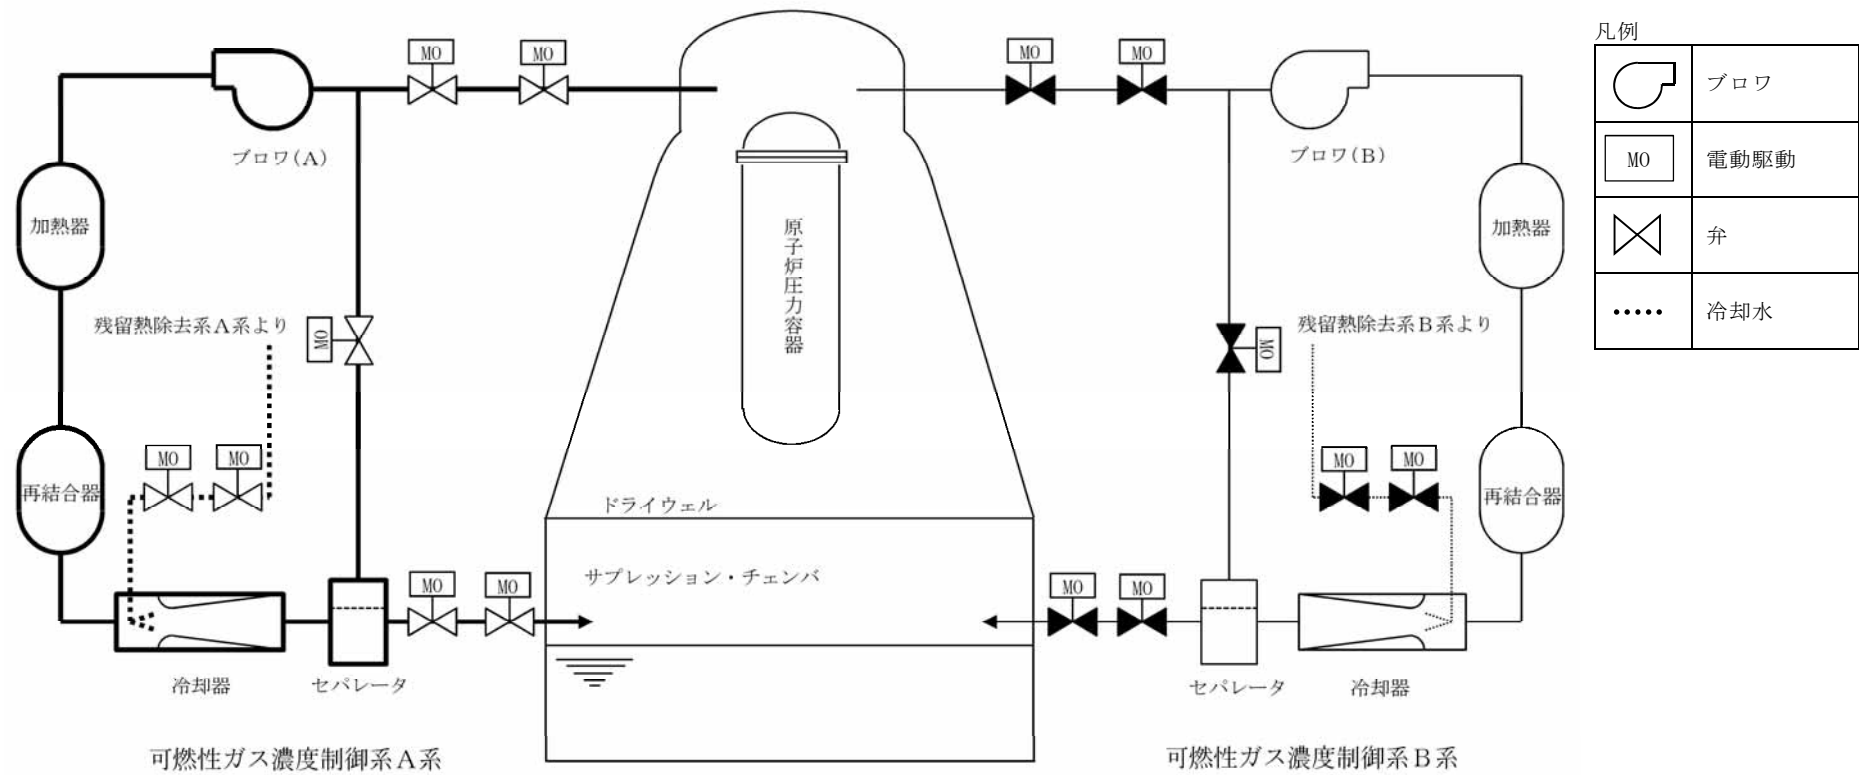 凡例
MO
MO
MO
MO
ブロワ
ブロワ(A)
ブロワ(B)
MO
電動駆動
加熱器
原子炉圧力容器
加熱器
弁
残留熱除去系A系より
MO
MO
残留熱除去系B系より
冷却水
MO
MO
MO
MO
再結合器
再結合器
ドライウェル
サプレッション・チェンバ
MO
MO
MO
MO
冷却器
セパレータ
セパレータ
冷却器
可燃性ガス濃度制御系A系
可燃性ガス濃度制御系B系